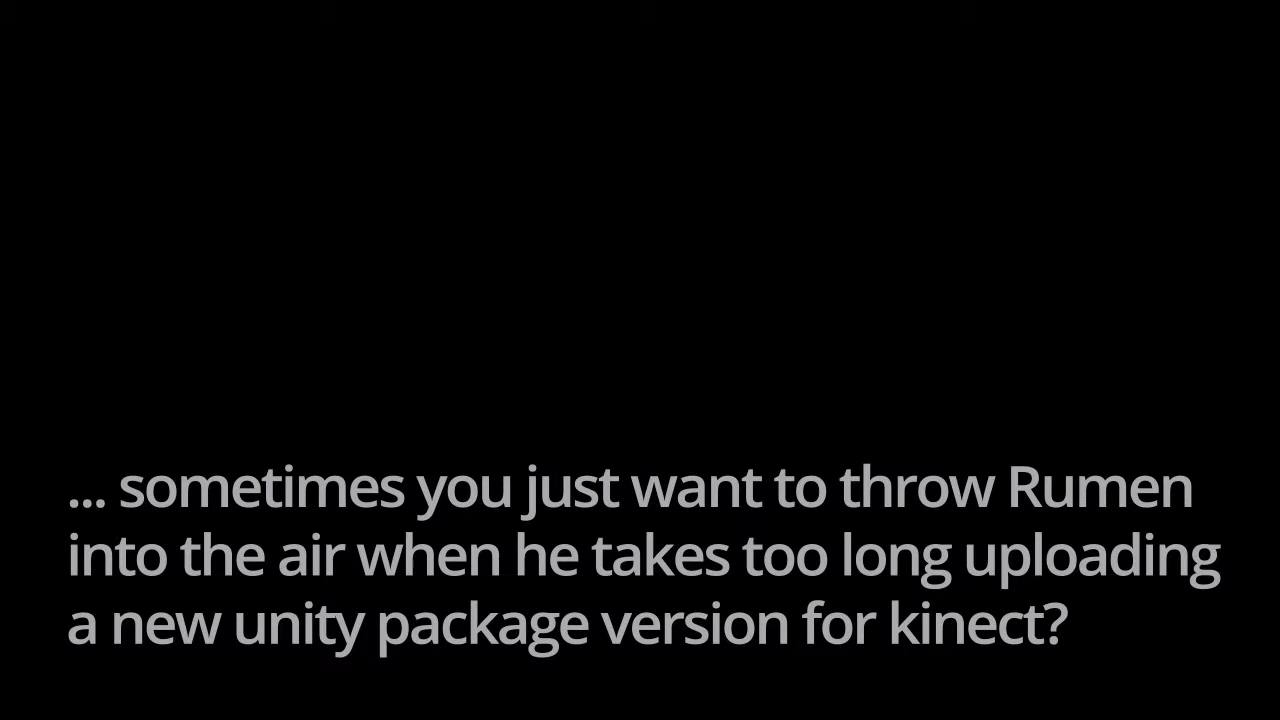 ... sometimes you just want to throw Rumen
into the air when he takes too long uploading
a new unity package version for kinect?